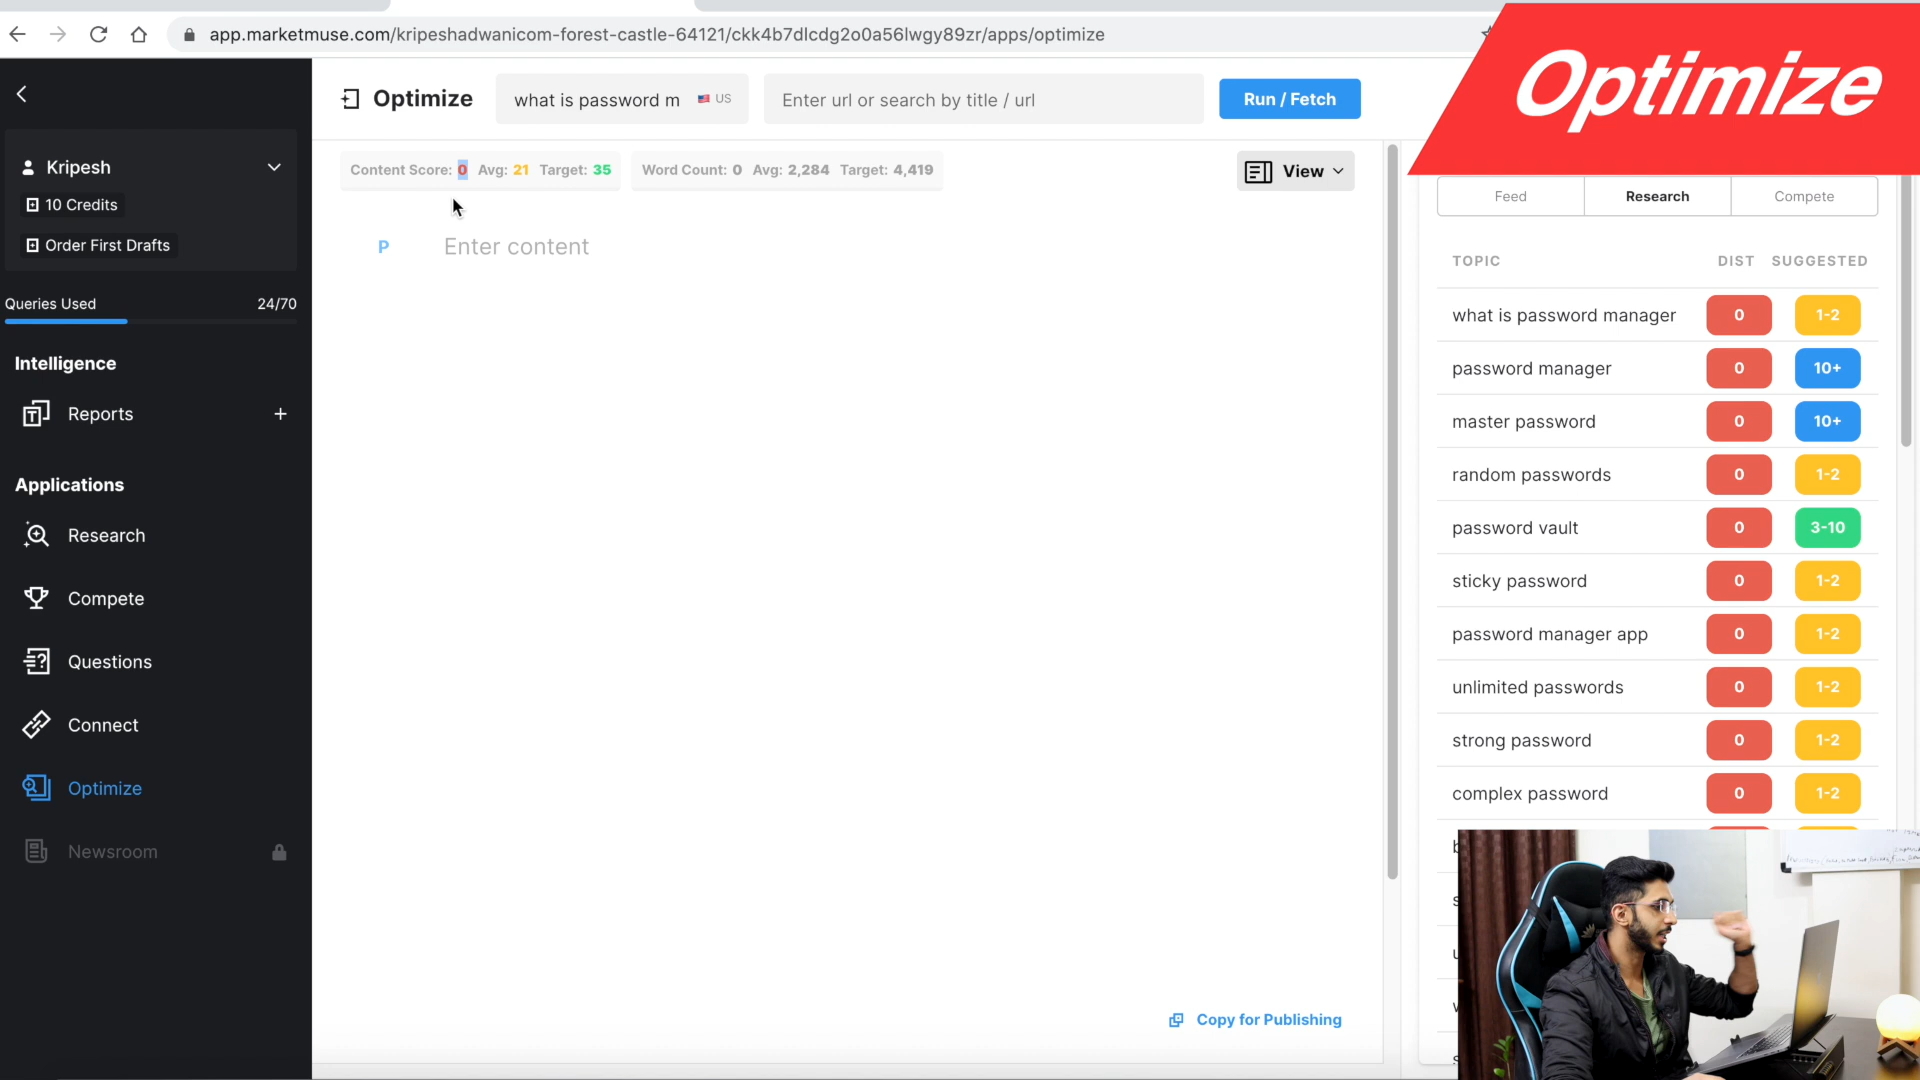 app.marketmuse.com/kripeshadwanicom-forest-castle-64121/ckk4b7dlcdg2o0a56lwgy89zr/apps/optimize
Optimize
Optimize
what is password m
US
Enter url or search by title / url
Run / Fetch
Kripesh
10 Credits
Order First Drafts
Queries Used 24/70
Intelligence
Reports +
Applications
Research
Compete
Questions
Connect
Optimize
Newsroom
Content Score: 0 Avg: 21 Target: 35
Word Count: 0 Avg: 2,284 Target: 4,419
View
P
Enter content
Copy for Publishing
Feed Research Compete
TOPIC DIST SUGGESTED
what is password manager 0 1-2
password manager 0 10+
master password 0 10+
random passwords 0 1-2
password vault 0 3-10
sticky password 0 1-2
password manager app 0 1-2
unlimited passwords 0 1-2
strong password 0 1-2
complex password 0 1-2